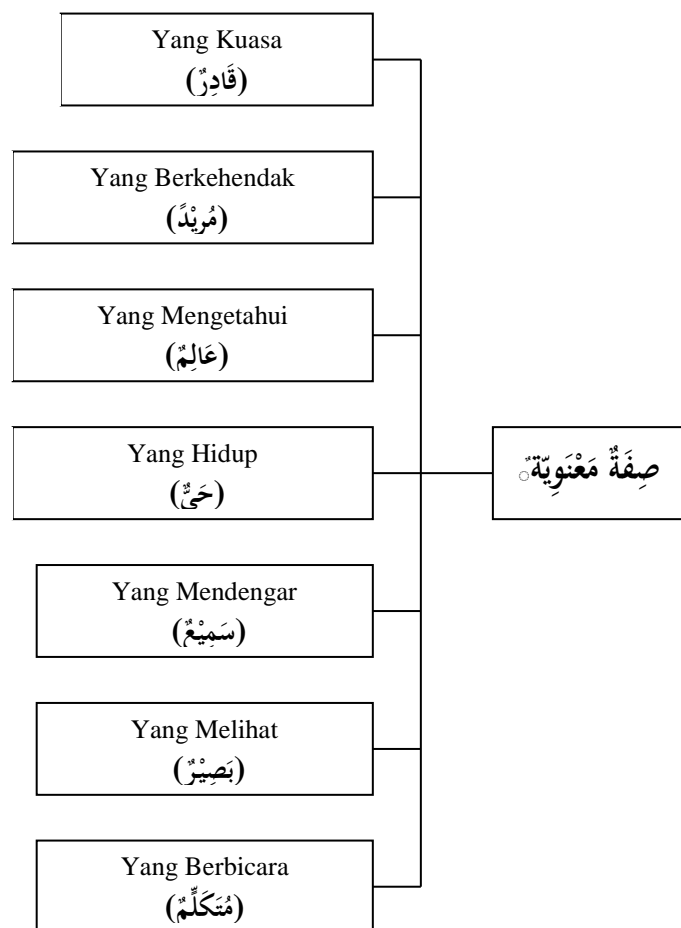 Yang Kuasa
(قَادِرٌ)
Yang Berkehendak
(مُرِيْدً)
Yang Mengetahui
(عَالِمٌ)
Yang Hidup
(حَيٌّ)
صِفَةٌ مَعْنَوِيّة ٌ
Yang Mendengar
(سَمِيْعٌ)
Yang Melihat
(بَصِيْرٌ)
Yang Berbicara
(مُتَكَلِّمٌ)